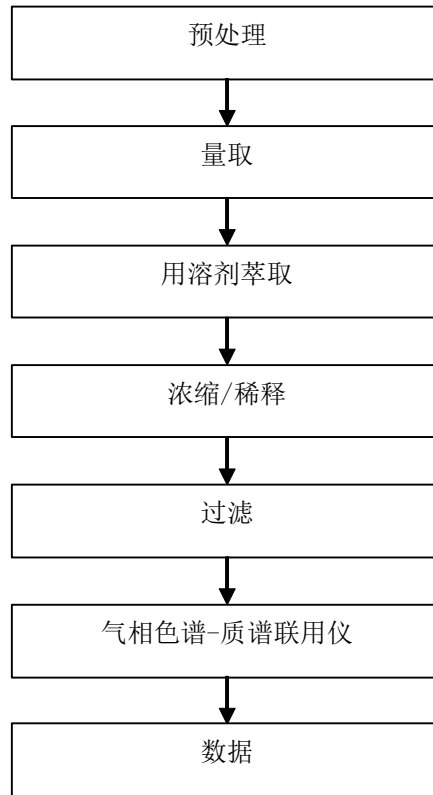 预处理
量取
用溶剂萃取
浓缩/稀释
过滤
气相色谱-质谱联用仪
数据